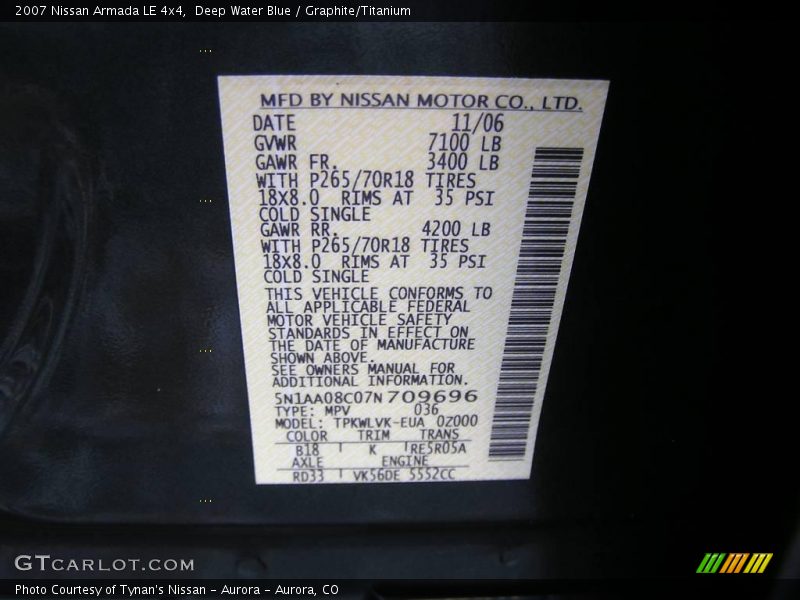 2007 Nissan Armada LE 4x4, Deep Water Blue / Graphite/Titanium
MFD BY NISSAN MOTOR CO., LTD.
DATE 11/06
GVWR 7100 LB
GAWR FR. 3400 LB
WITH P265/70R18 TIRES
18X8.0 RIMS AT 35 PSI
COLD SINGLE
GAWR RR. 4200 LB
WITH P265/70R18 TIRES
18X8.0 RIMS AT 35 PSI
COLD SINGLE
THIS VEHICLE CONFORMS TO
ALL APPLICABLE FEDERAL
MOTOR VEHICLE SAFETY
STANDARDS IN EFFECT ON
THE DATE OF MANUFACTURE
SHOWN ABOVE.
SEE OWNERS MANUAL FOR
ADDITIONAL INFORMATION.
5N1AA08C07N709696
TYPE: MPV 036
MODEL: TPKWLVK-EUA 0Z000
COLOR TRIM TRANS
B18 K RE5R05A
AXLE ENGINE
RD33 VK56DE 5552CC
GTCARLOT.COM
Photo Courtesy of Tynan's Nissan - Aurora - Aurora, CO